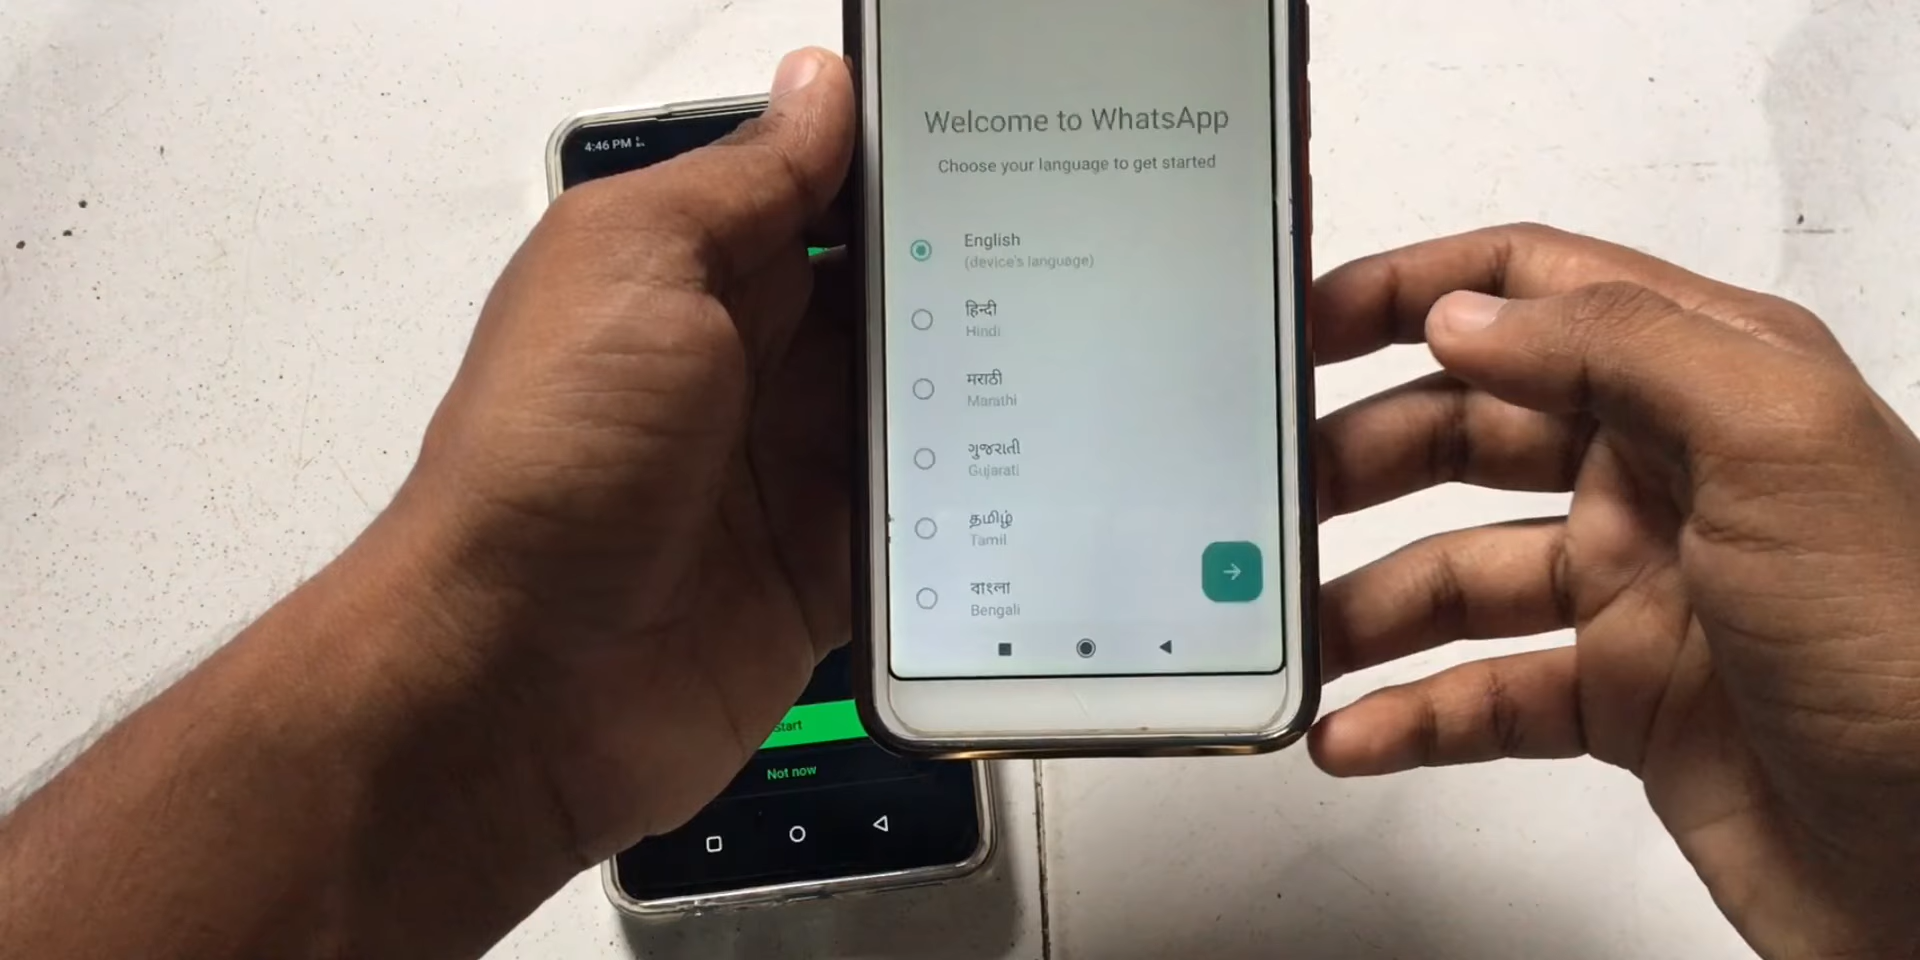 4:46 PM
Welcome to WhatsApp
Choose your language to get started
English
(device's language)
हिन्दी
Hindi
मराठी
Marathi
ગુજરાતી
Gujarati
தமிழ்
Tamil
বাংলা
Bengali
Start
Not now